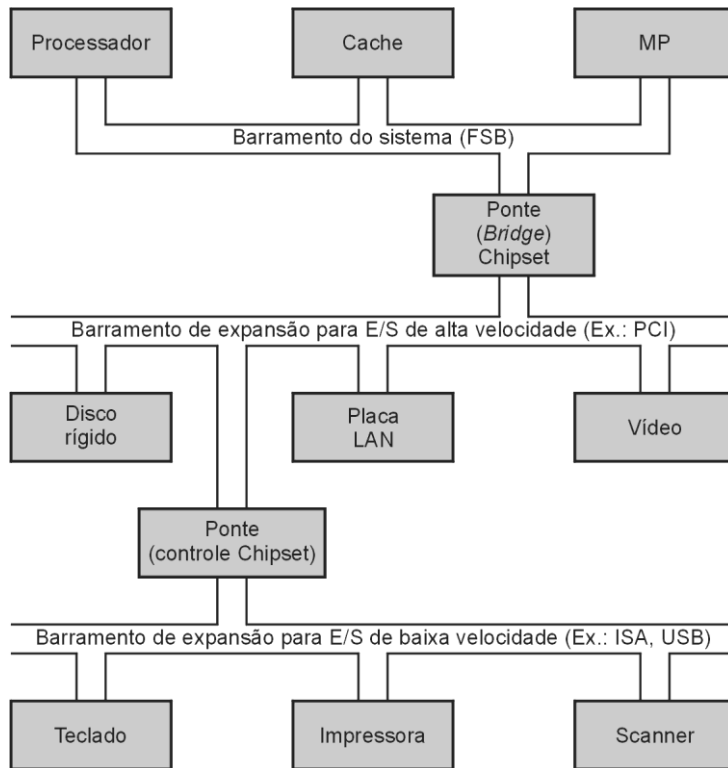 Processador
Cache
MP
Barramento do sistema (FSB)
Ponte
(Bridge)
Chipset
Barramento de expansão para E/S de alta velocidade (Ex.: PCI)
Disco
rígido
Placa
LAN
Vídeo
Ponte
(controle Chipset)
Barramento de expansão para E/S de baixa velocidade (Ex.: ISA, USB)
Teclado
Impressora
Scanner